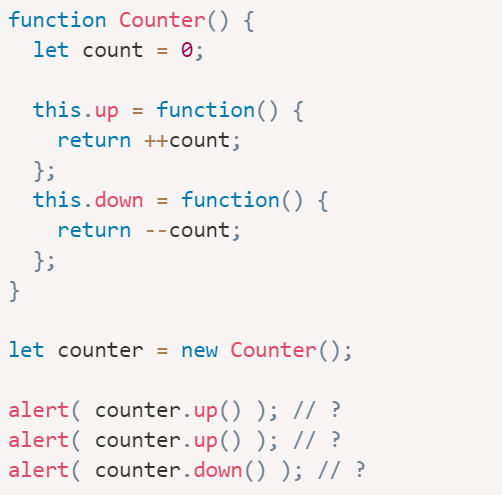 function Counter() {
  let count = 0;

  this.up = function() {
    return ++count;
  };
  this.down = function() {
    return --count;
  };
}

let counter = new Counter();

alert( counter.up() ); // ?
alert( counter.up() ); // ?
alert( counter.down() ); // ?